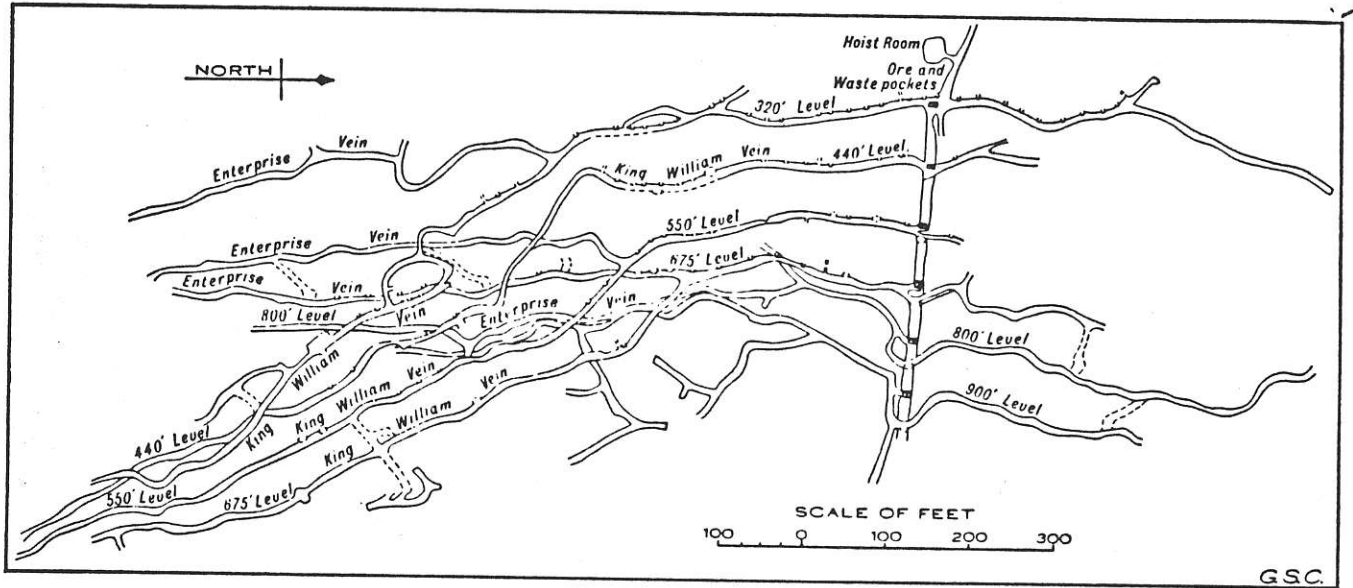 NORTH
Hoist Room
Ore and
Waste pockets
320' Level
Enterprise Vein
King William Vein
440' Level
Enterprise Vein
550' Level
675' Level
Enterprise Vein
800' Level
Vein
Enterprise Vein
800' Level
William
King
King William Vein
William Vein
900' Level
440' Level
King
550' Level
675' Level
SCALE OF FEET
100 0 100 200 300
G.S.C.